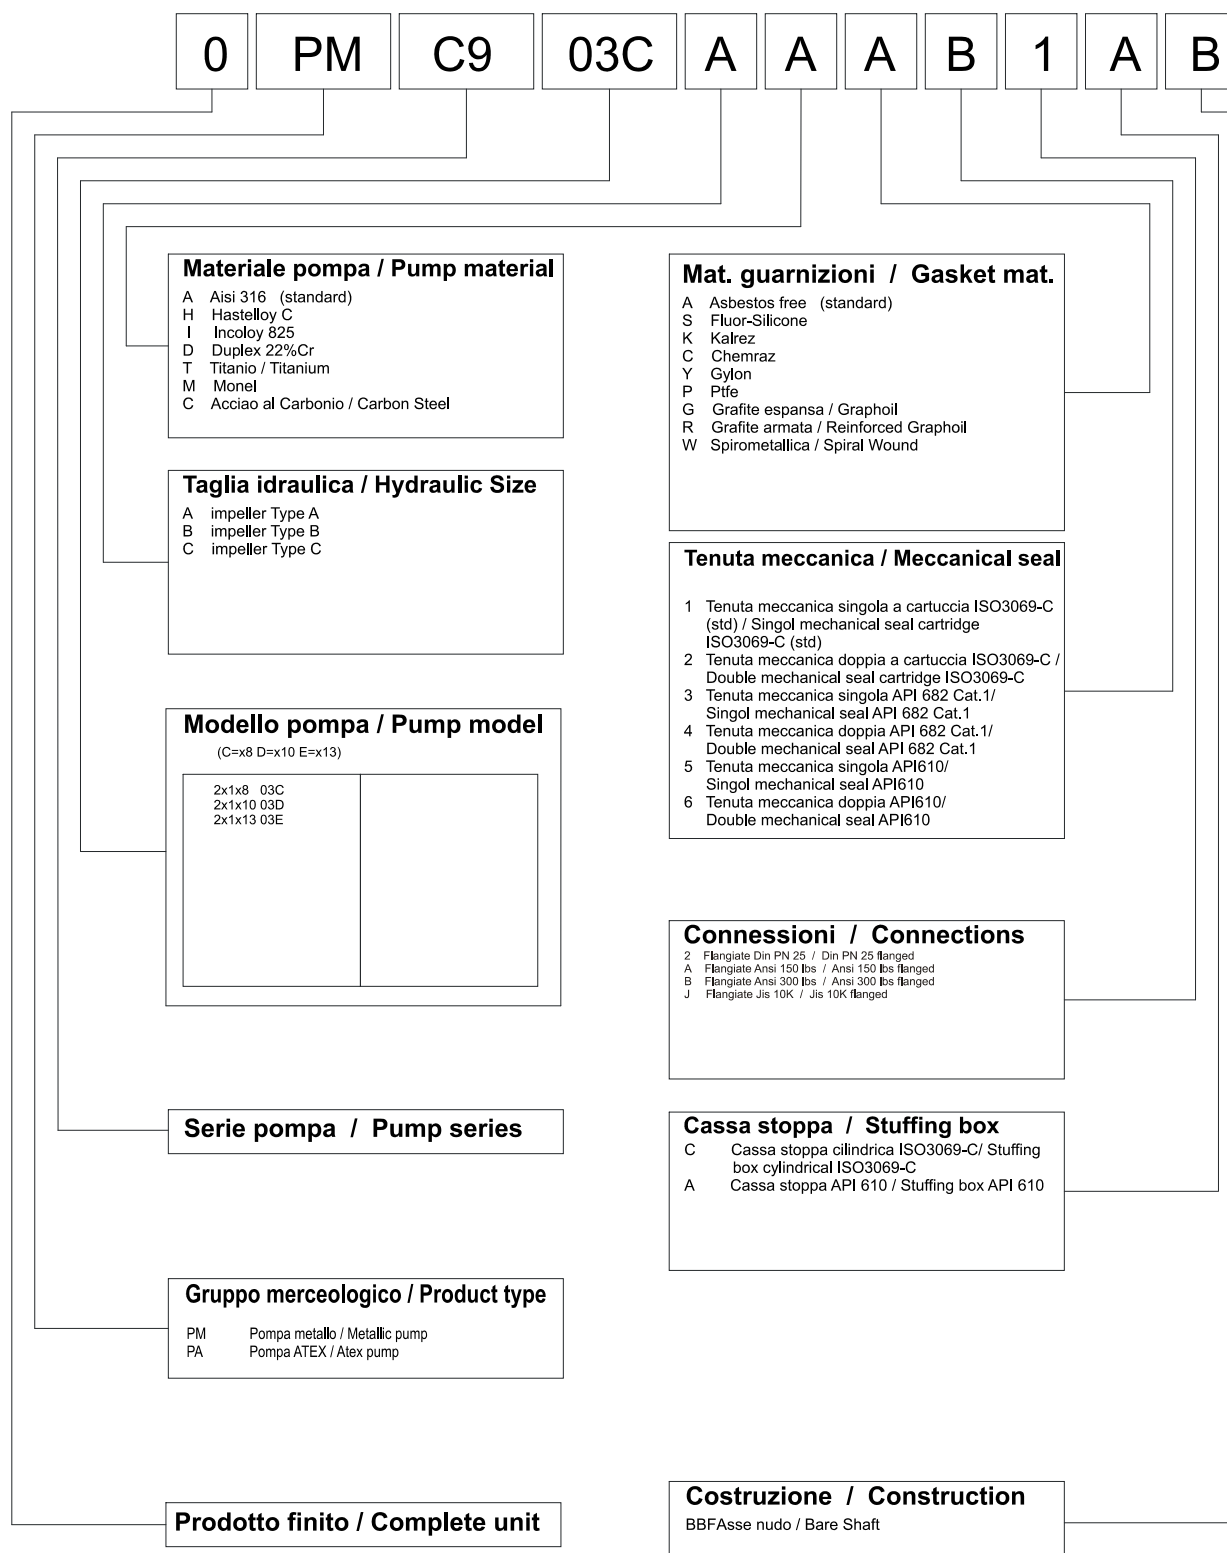 0 PM C9 03C A A A B 1 A B
Materiale pompa / Pump material
A Aisi 316 (standard)
H Hastelloy C
I Incoloy 825
D Duplex 22%Cr
T Titanio / Titanium
M Monel
C Acciao al Carbonio / Carbon Steel
Taglia idraulica / Hydraulic Size
A impeller Type A
B impeller Type B
C impeller Type C
Modello pompa / Pump model
(C=x8 D=x10 E=x13)
2x1x8 03C
2x1x10 03D
2x1x13 03E
Serie pompa / Pump series
Gruppo merceologico / Product type
PM Pompa metallo / Metallic pump
PA Pompa ATEX / Atex pump
Prodotto finito / Complete unit
Mat. guarnizioni / Gasket mat.
A Asbestos free (standard)
S Fluor-Silicone
K Kalrez
C Chemraz
Y Gylon
P Ptfe
G Grafite espansa / Graphoil
R Grafite armata / Reinforced Graphoil
W Spirometallica / Spiral Wound
Tenuta meccanica / Meccanical seal
1 Tenuta meccanica singola a cartuccia ISO3069-C
(std) / Singol mechanical seal cartridge
ISO3069-C (std)
2 Tenuta meccanica doppia a cartuccia ISO3069-C /
Double mechanical seal cartridge ISO3069-C
3 Tenuta meccanica singola API 682 Cat.1/
Singol mechanical seal API 682 Cat.1
4 Tenuta meccanica doppia API 682 Cat.1/
Double mechanical seal API 682 Cat.1
5 Tenuta meccanica singola API610/
Singol mechanical seal API610
6 Tenuta meccanica doppia API610/
Double mechanical seal API610
Connessioni / Connections
2 Flangiate Din PN 25 / Din PN 25 flanged
A Flangiate Ansi 150 lbs / Ansi 150 lbs flanged
B Flangiate Ansi 300 lbs / Ansi 300 lbs flanged
J Flangiate Jis 10K / Jis 10K flanged
Cassa stoppa / Stuffing box
C Cassa stoppa cilindrica ISO3069-C/ Stuffing
box cylindrical ISO3069-C
A Cassa stoppa API 610 / Stuffing box API 610
Costruzione / Construction
BBFAsse nudo / Bare Shaft